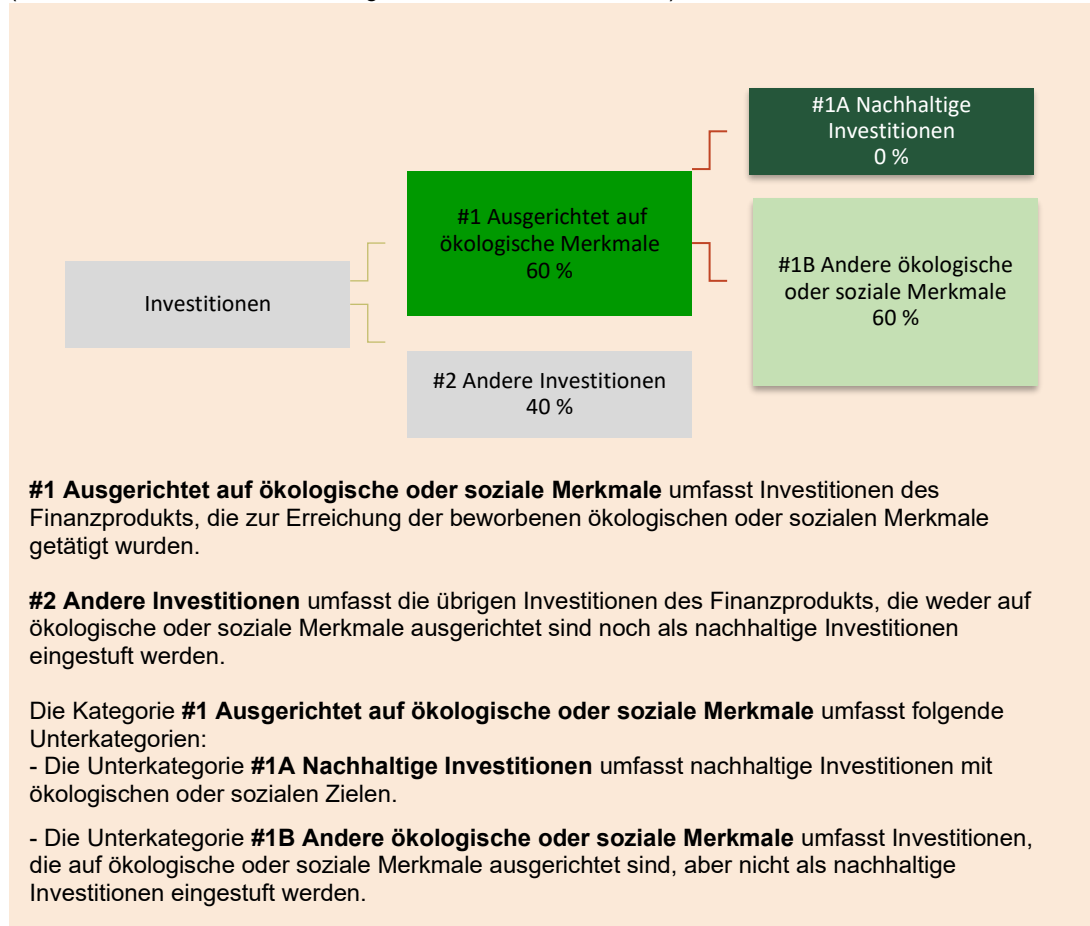 #1A Nachhaltige
Investitionen
0 %
#1 Ausgerichtet auf
ökologische Merkmale
60 %
#1B Andere ökologische
oder soziale Merkmale
60 %
Investitionen
#2 Andere Investitionen
40 %
#1 Ausgerichtet auf ökologische oder soziale Merkmale umfasst Investitionen des
Finanzprodukts, die zur Erreichung der beworbenen ökologischen oder sozialen Merkmale
getätigt wurden.
#2 Andere Investitionen umfasst die übrigen Investitionen des Finanzprodukts, die weder auf
ökologische oder soziale Merkmale ausgerichtet sind noch als nachhaltige Investitionen
eingestuft werden.
Die Kategorie #1 Ausgerichtet auf ökologische oder soziale Merkmale umfasst folgende
Unterkategorien:
- Die Unterkategorie #1A Nachhaltige Investitionen umfasst nachhaltige Investitionen mit
ökologischen oder sozialen Zielen.
- Die Unterkategorie #1B Andere ökologische oder soziale Merkmale umfasst Investitionen,
die auf ökologische oder soziale Merkmale ausgerichtet sind, aber nicht als nachhaltige
Investitionen eingestuft werden.